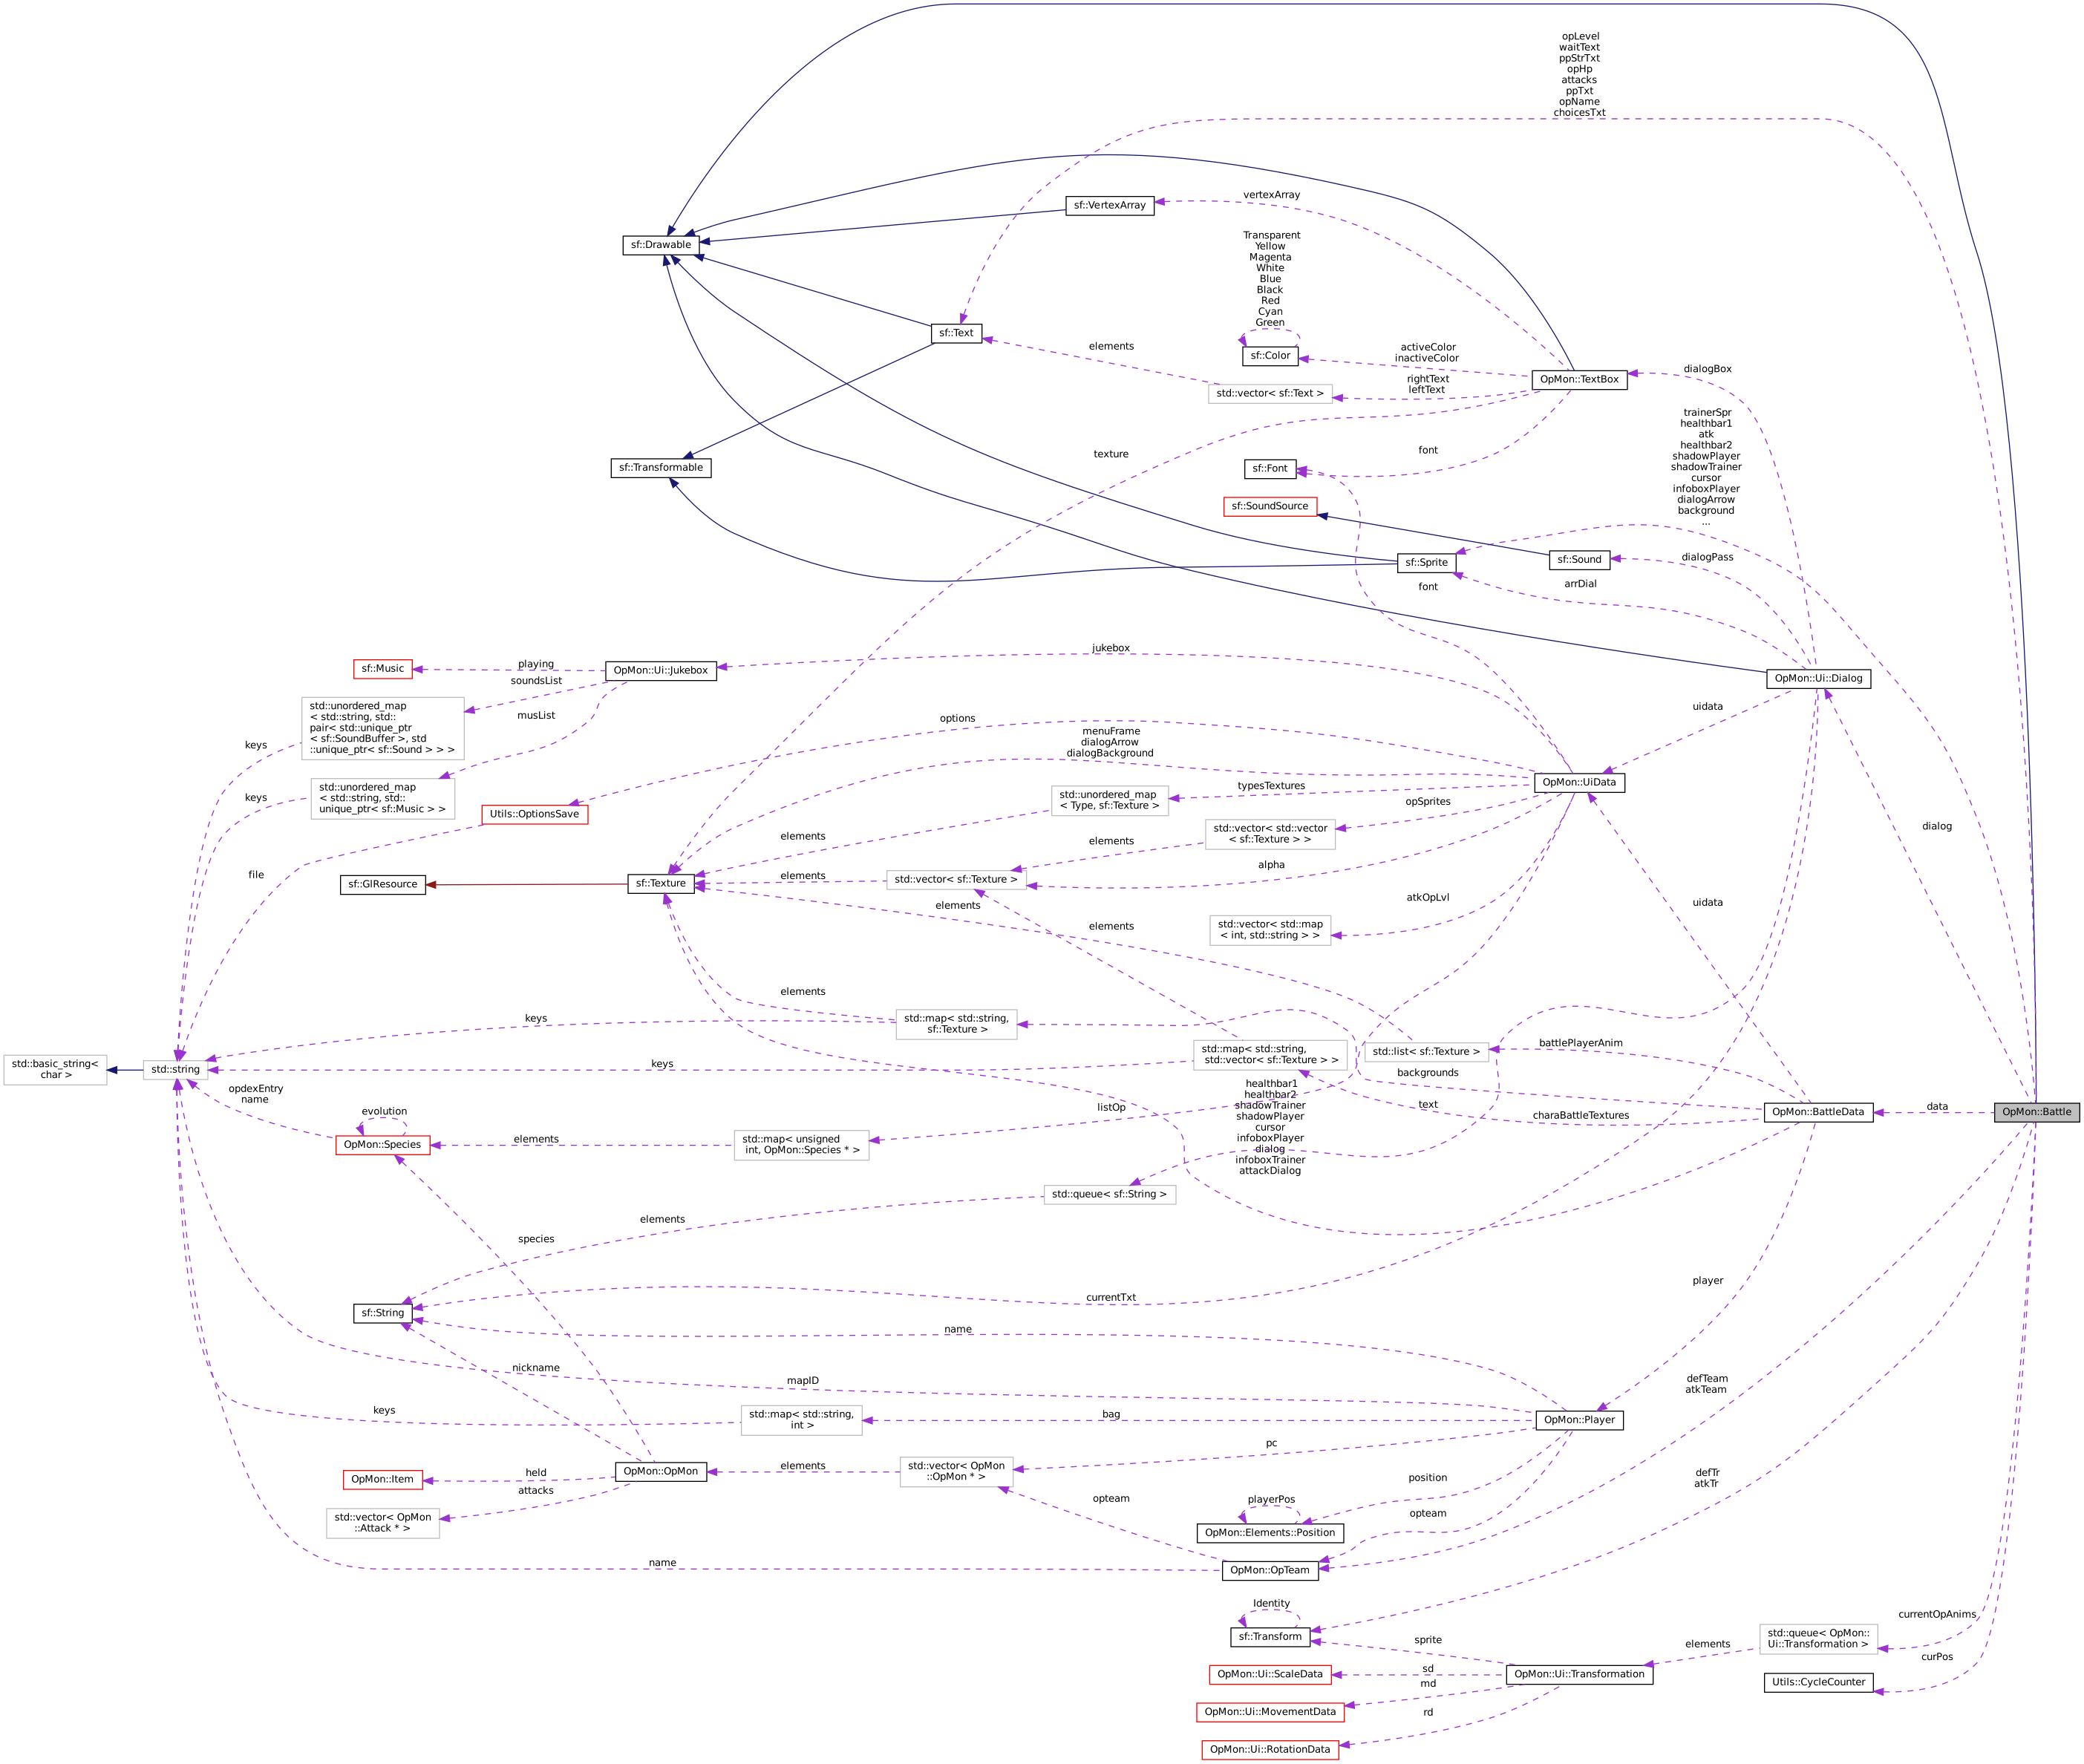 opLevel
waitText
ppStrTxt
opHp
attacks
ppTxt
opName
choicesTxt
vertexArray
sf::VertexArray
sf::Drawable
Transparent
Yellow
Magenta
White
Blue
Black
Red
Cyan
Green
sf::Text
elements
sf::Color
activeColor
inactiveColor
dialogBox
OpMon::TextBox
rightText
leftText
std::vector< sf::Text >
trainerSpr
healthbar1
atk
healthbar2
shadowPlayer
shadowTrainer
cursor
infoboxPlayer
dialogArrow
background
...
texture
font
sf::Transformable
sf::Font
sf::SoundSource
sf::Sprite
sf::Sound
dialogPass
font
arrDial
jukebox
sf::Music
playing
OpMon::Ui::Jukebox
soundsList
OpMon::Ui::Dialog
std::unordered_map
< std::string, std::
pair< std::unique_ptr
< sf::SoundBuffer >, std
::unique_ptr< sf::Sound > > >
musList
uidata
keys
options
menuFrame
dialogArrow
dialogBackground
OpMon::UiData
std::unordered_map
< std::string, std::
unique_ptr< sf::Music > >
keys
Utils::OptionsSave
std::unordered_map
< Type, sf::Texture >
typesTextures
opSprites
std::vector< std::vector
< sf::Texture > >
elements
elements
dialog
alpha
file
sf::GlResource
sf::Texture
elements
std::vector< sf::Texture >
elements
atkOpLvl
uidata
elements
std::vector< std::map
< int, std::string > >
elements
keys
std::map< std::string,
sf::Texture >
std::map< std::string,
std::vector< sf::Texture > >
std::list< sf::Texture >
battlePlayerAnim
std::basic_string<
char >
std::string
keys
backgrounds
opdexEntry
name
evolution
listOp
healthbar1
healthbar2
shadowTrainer
shadowPlayer
cursor
infoboxPlayer
dialog
infoboxTrainer
attackDialog
text
charaBattleTextures
OpMon::BattleData
data
OpMon::Battle
OpMon::Species
elements
std::map< unsigned
int, OpMon::Species * >
std::queue< sf::String >
elements
species
player
sf::String
currentTxt
name
nickname
mapID
defTeam
atkTeam
keys
std::map< std::string,
int >
bag
OpMon::Player
pc
OpMon::Item
held
OpMon::OpMon
elements
std::vector< OpMon
::OpMon * >
position
defTr
atkTr
attacks
std::vector< OpMon
::Attack * >
opteam
playerPos
opteam
OpMon::Elements::Position
name
OpMon::OpTeam
Identity
currentOpAnims
sf::Transform
sprite
elements
std::queue< OpMon::
Ui::Transformation >
curPos
OpMon::Ui::ScaleData
sd
OpMon::Ui::Transformation
md
Utils::CycleCounter
OpMon::Ui::MovementData
rd
OpMon::Ui::RotationData